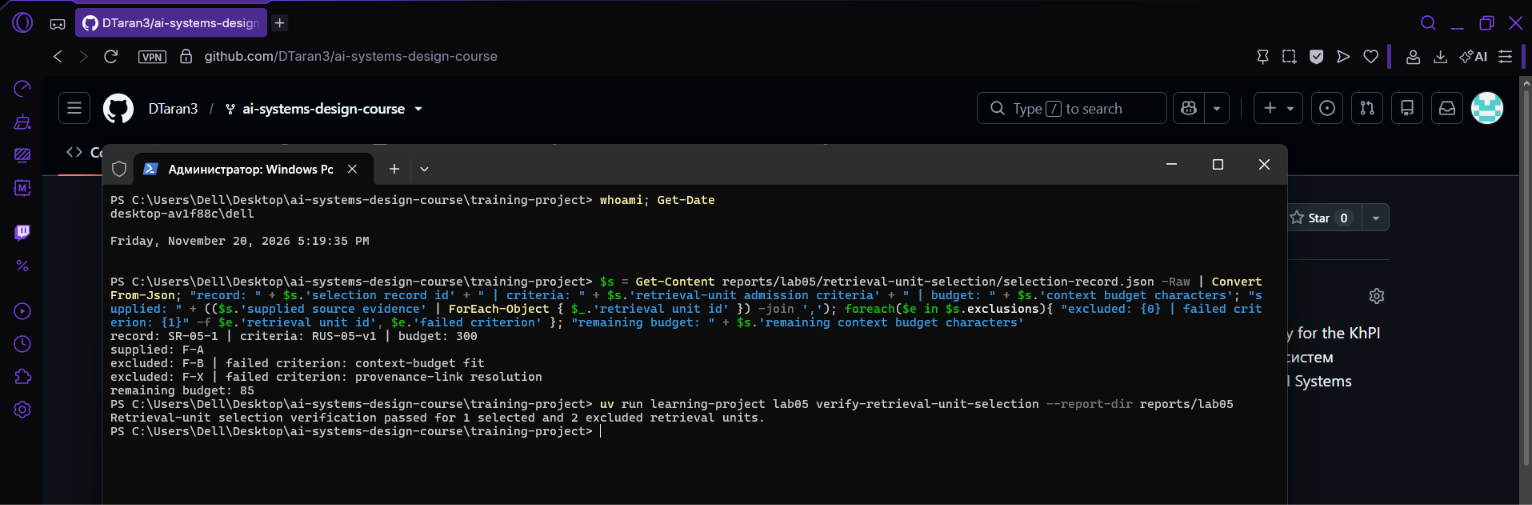 DTaran3/ai-systems-design
VPN
github.com/DTaran3/ai-systems-design-course
AI
DTaran3 / ai-systems-design-course
Type / to search
Администратор: Windows Pc
Star 0
PS C:\Users\Dell\Desktop\ai-systems-design-course\training-project> whoami; Get-Date
desktop-av1f88c\dell
Friday, November 20, 2026 5:19:35 PM
PS C:\Users\Dell\Desktop\ai-systems-design-course\training-project> $s = Get-Content reports/lab05/retrieval-unit-selection/selection-record.json -Raw | Convert
From-Json; "record: " + $s.'selection record id' + " | criteria: " + $s.'retrieval-unit admission criteria' + " | budget: " + $s.'context budget characters'; "s
upplied: " + (($s.'supplied source evidence' | ForEach-Object { $_.'retrieval unit id' }) -join ','); foreach($e in $s.exclusions){ "excluded: {0} | failed crit
erion: {1}" -f $e.'retrieval unit id', $e.'failed criterion' }; "remaining budget: " + $s.'remaining context budget characters'
record: SR-05-1 | criteria: RUS-05-v1 | budget: 300
supplied: F-A
excluded: F-B | failed criterion: context-budget fit
excluded: F-X | failed criterion: provenance-link resolution
remaining budget: 85
PS C:\Users\Dell\Desktop\ai-systems-design-course\training-project> uv run learning-project lab05 verify-retrieval-unit-selection --report-dir reports/lab05
Retrieval-unit selection verification passed for 1 selected and 2 excluded retrieval units.
PS C:\Users\Dell\Desktop\ai-systems-design-course\training-project>
y for the KhPI
систем
l Systems